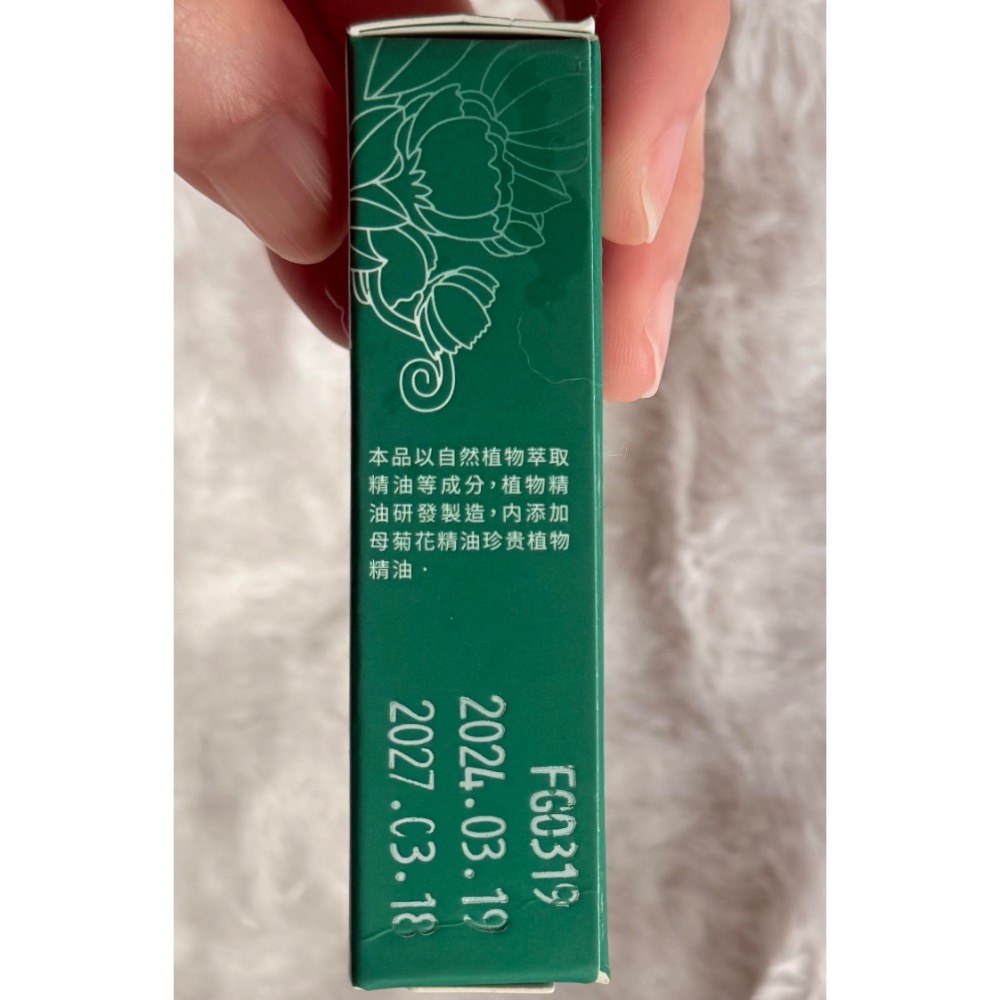 本品以自然植物萃取
精油等成分，植物精
油研發製造，內添加
母菊花精油珍贵植物
精油．
FG0319
2024.03.19
2027.C3.18